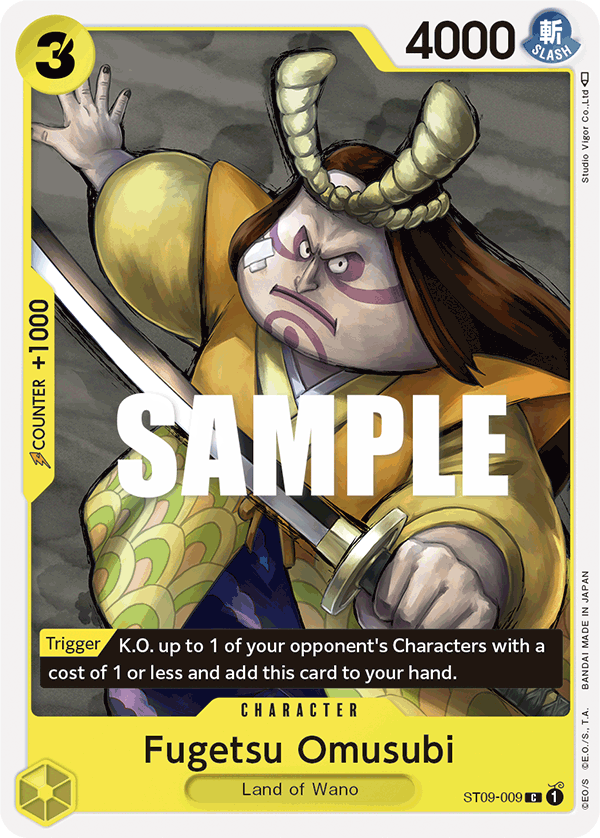 3
4000
斬
SLASH
Studio Vigor Co.,Ltd
COUNTER +1000
SAMPLE
Trigger K.O. up to 1 of your opponent's Characters with a
cost of 1 or less and add this card to your hand.
CHARACTER
Fugetsu Omusubi
Land of Wano
ST09-009 C 1
©E.O/S ©E.O./S., T.A. BANDAI MADE IN JAPAN